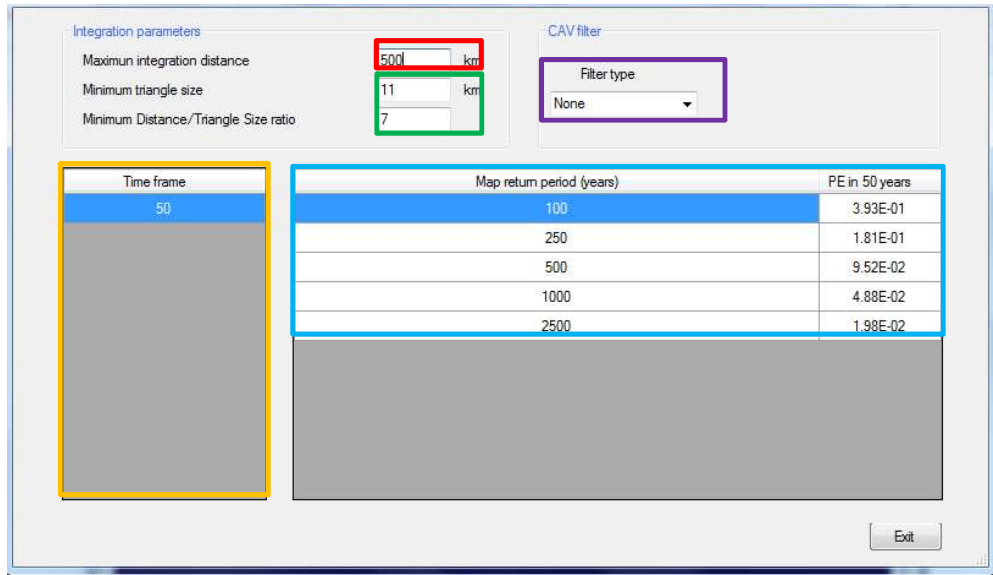 Integration parameters
Maximun integration distance 500 km
Minimum triangle size 11 km
Minimum Distance/Triangle Size ratio 7
CAV filter
Filter type
None
Time frame
50
Map return period (years) PE in 50 years
100 3.93E-01
250 1.81E-01
500 9.52E-02
1000 4.88E-02
2500 1.98E-02
Exit